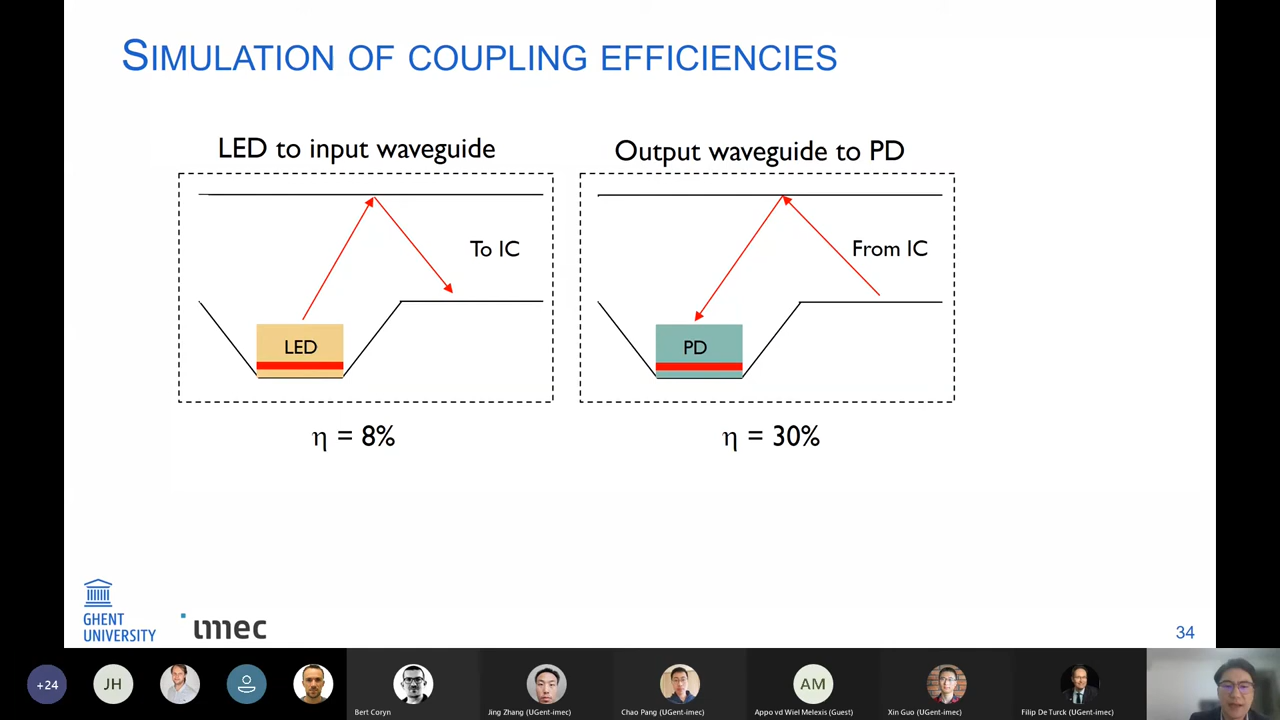 SIMULATION OF COUPLING EFFICIENCIES
LED to input waveguide
Output waveguide to PD
To IC
From IC
LED
PD
η = 8%
η = 30%
GHENT
UNIVERSITY
imec
34
+24
JH
AM
Bert Coryn
Jing Zhang (UGent-imec)
Chao Pang (UGent-imec)
Appo vd Wiel Melexis (Guest)
Xin Guo (UGent-imec)
Filip De Turck (UGent-imec)